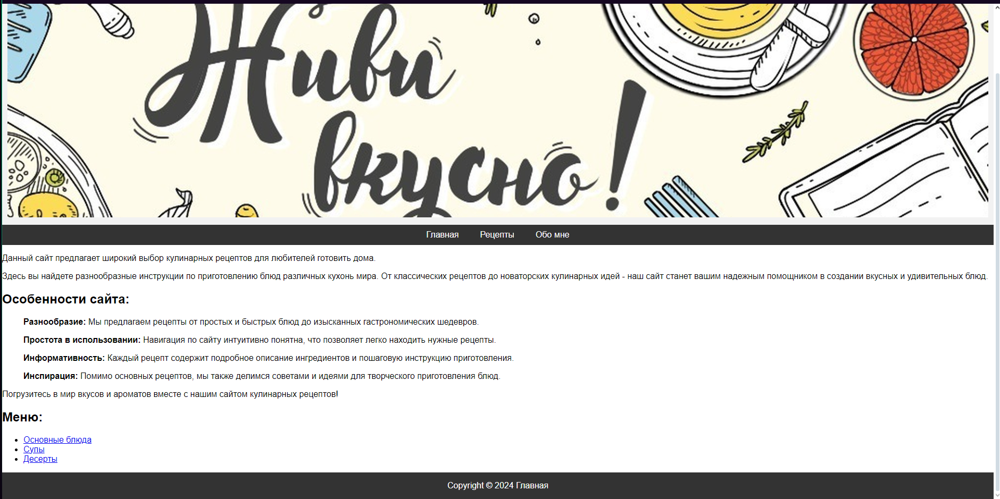 Живи
вкусно!
Главная Рецепты Обо мне
Данный сайт предлагает широкий выбор кулинарных рецептов для любителей готовить дома.
Здесь вы найдете разнообразные инструкции по приготовлению блюд различных кухонь мира. От классических рецептов до новаторских кулинарных идей - наш сайт станет вашим надежным помощником в создании вкусных и удивительных блюд.
Особенности сайта:
Разнообразие: Мы предлагаем рецепты от простых и быстрых блюд до изысканных гастрономических шедевров.
Простота в использовании: Навигация по сайту интуитивно понятна, что позволяет легко находить нужные рецепты.
Информативность: Каждый рецепт содержит подробное описание ингредиентов и пошаговую инструкцию приготовления.
Инспирация: Помимо основных рецептов, мы также делимся советами и идеями для творческого приготовления блюд.
Погрузитесь в мир вкусов и ароматов вместе с нашим сайтом кулинарных рецептов!
Меню:
Основные блюда
Супы
Десерты
Copyright © 2024 Главная